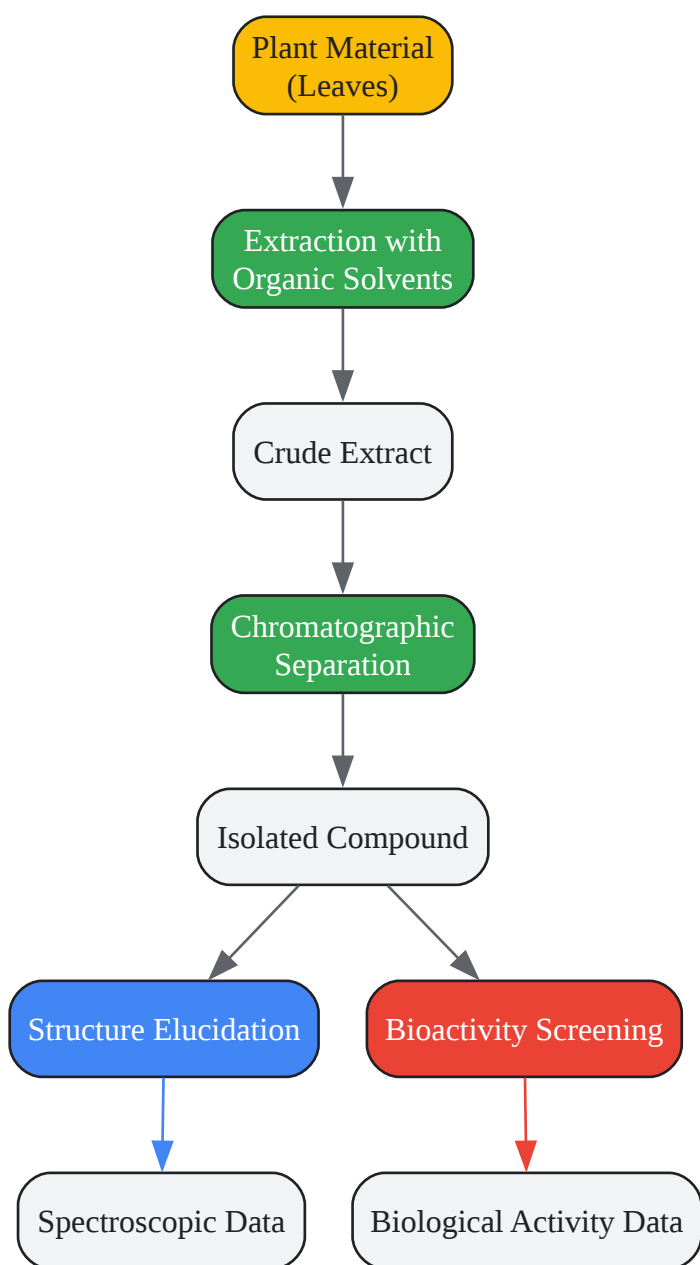 Plant Material
(Leaves)
Extraction with
Organic Solvents
Crude Extract
Chromatographic
Separation
Isolated Compound
Structure Elucidation
Bioactivity Screening
Spectroscopic Data
Biological Activity Data